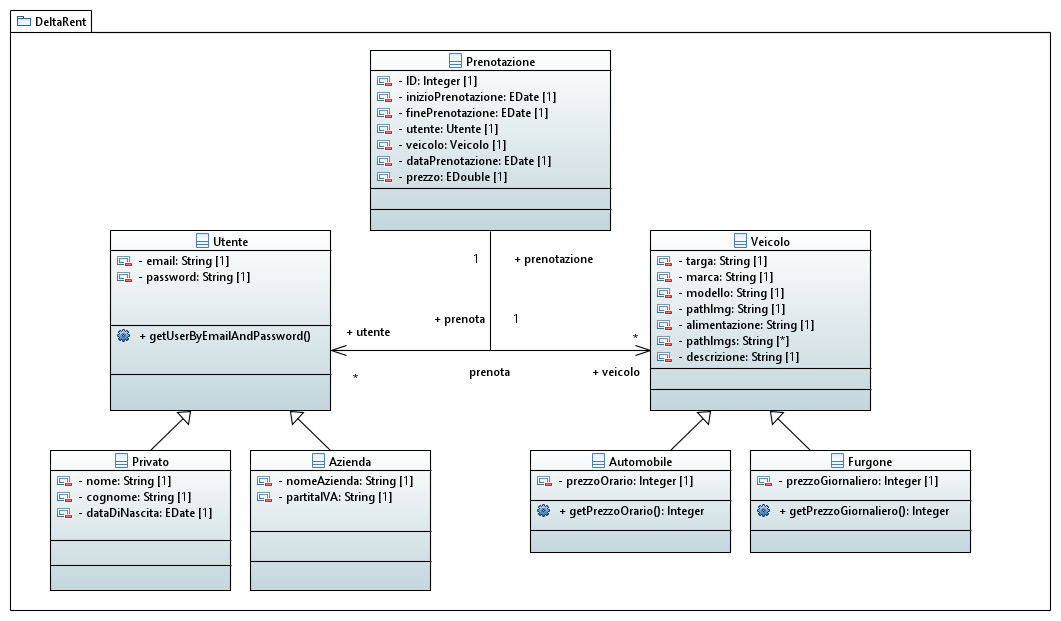 DeltaRent
Prenotazione
- ID: Integer [1]
- inizioPrenotazione: EDate [1]
- finePrenotazione: EDate [1]
- utente: Utente [1]
- veicolo: Veicolo [1]
- dataPrenotazione: EDate [1]
- prezzo: EDouble [1]
Utente
- email: String [1]
- password: String [1]
+ getUserByEmailAndPassword()
Veicolo
- targa: String [1]
- marca: String [1]
- modello: String [1]
- pathImg: String [1]
- alimentazione: String [1]
- pathImgs: String [*]
- descrizione: String [1]
1
+ prenotazione
+ prenota
1
+ utente
*
*
prenota
+ veicolo
Privato
- nome: String [1]
- cognome: String [1]
- dataDiNascita: EDate [1]
Azienda
- nomeAzienda: String [1]
- partitaIVA: String [1]
Automobile
- prezzoOrario: Integer [1]
+ getPrezzoOrario(): Integer
Furgone
- prezzoGiornaliero: Integer [1]
+ getPrezzoGiornaliero(): Integer